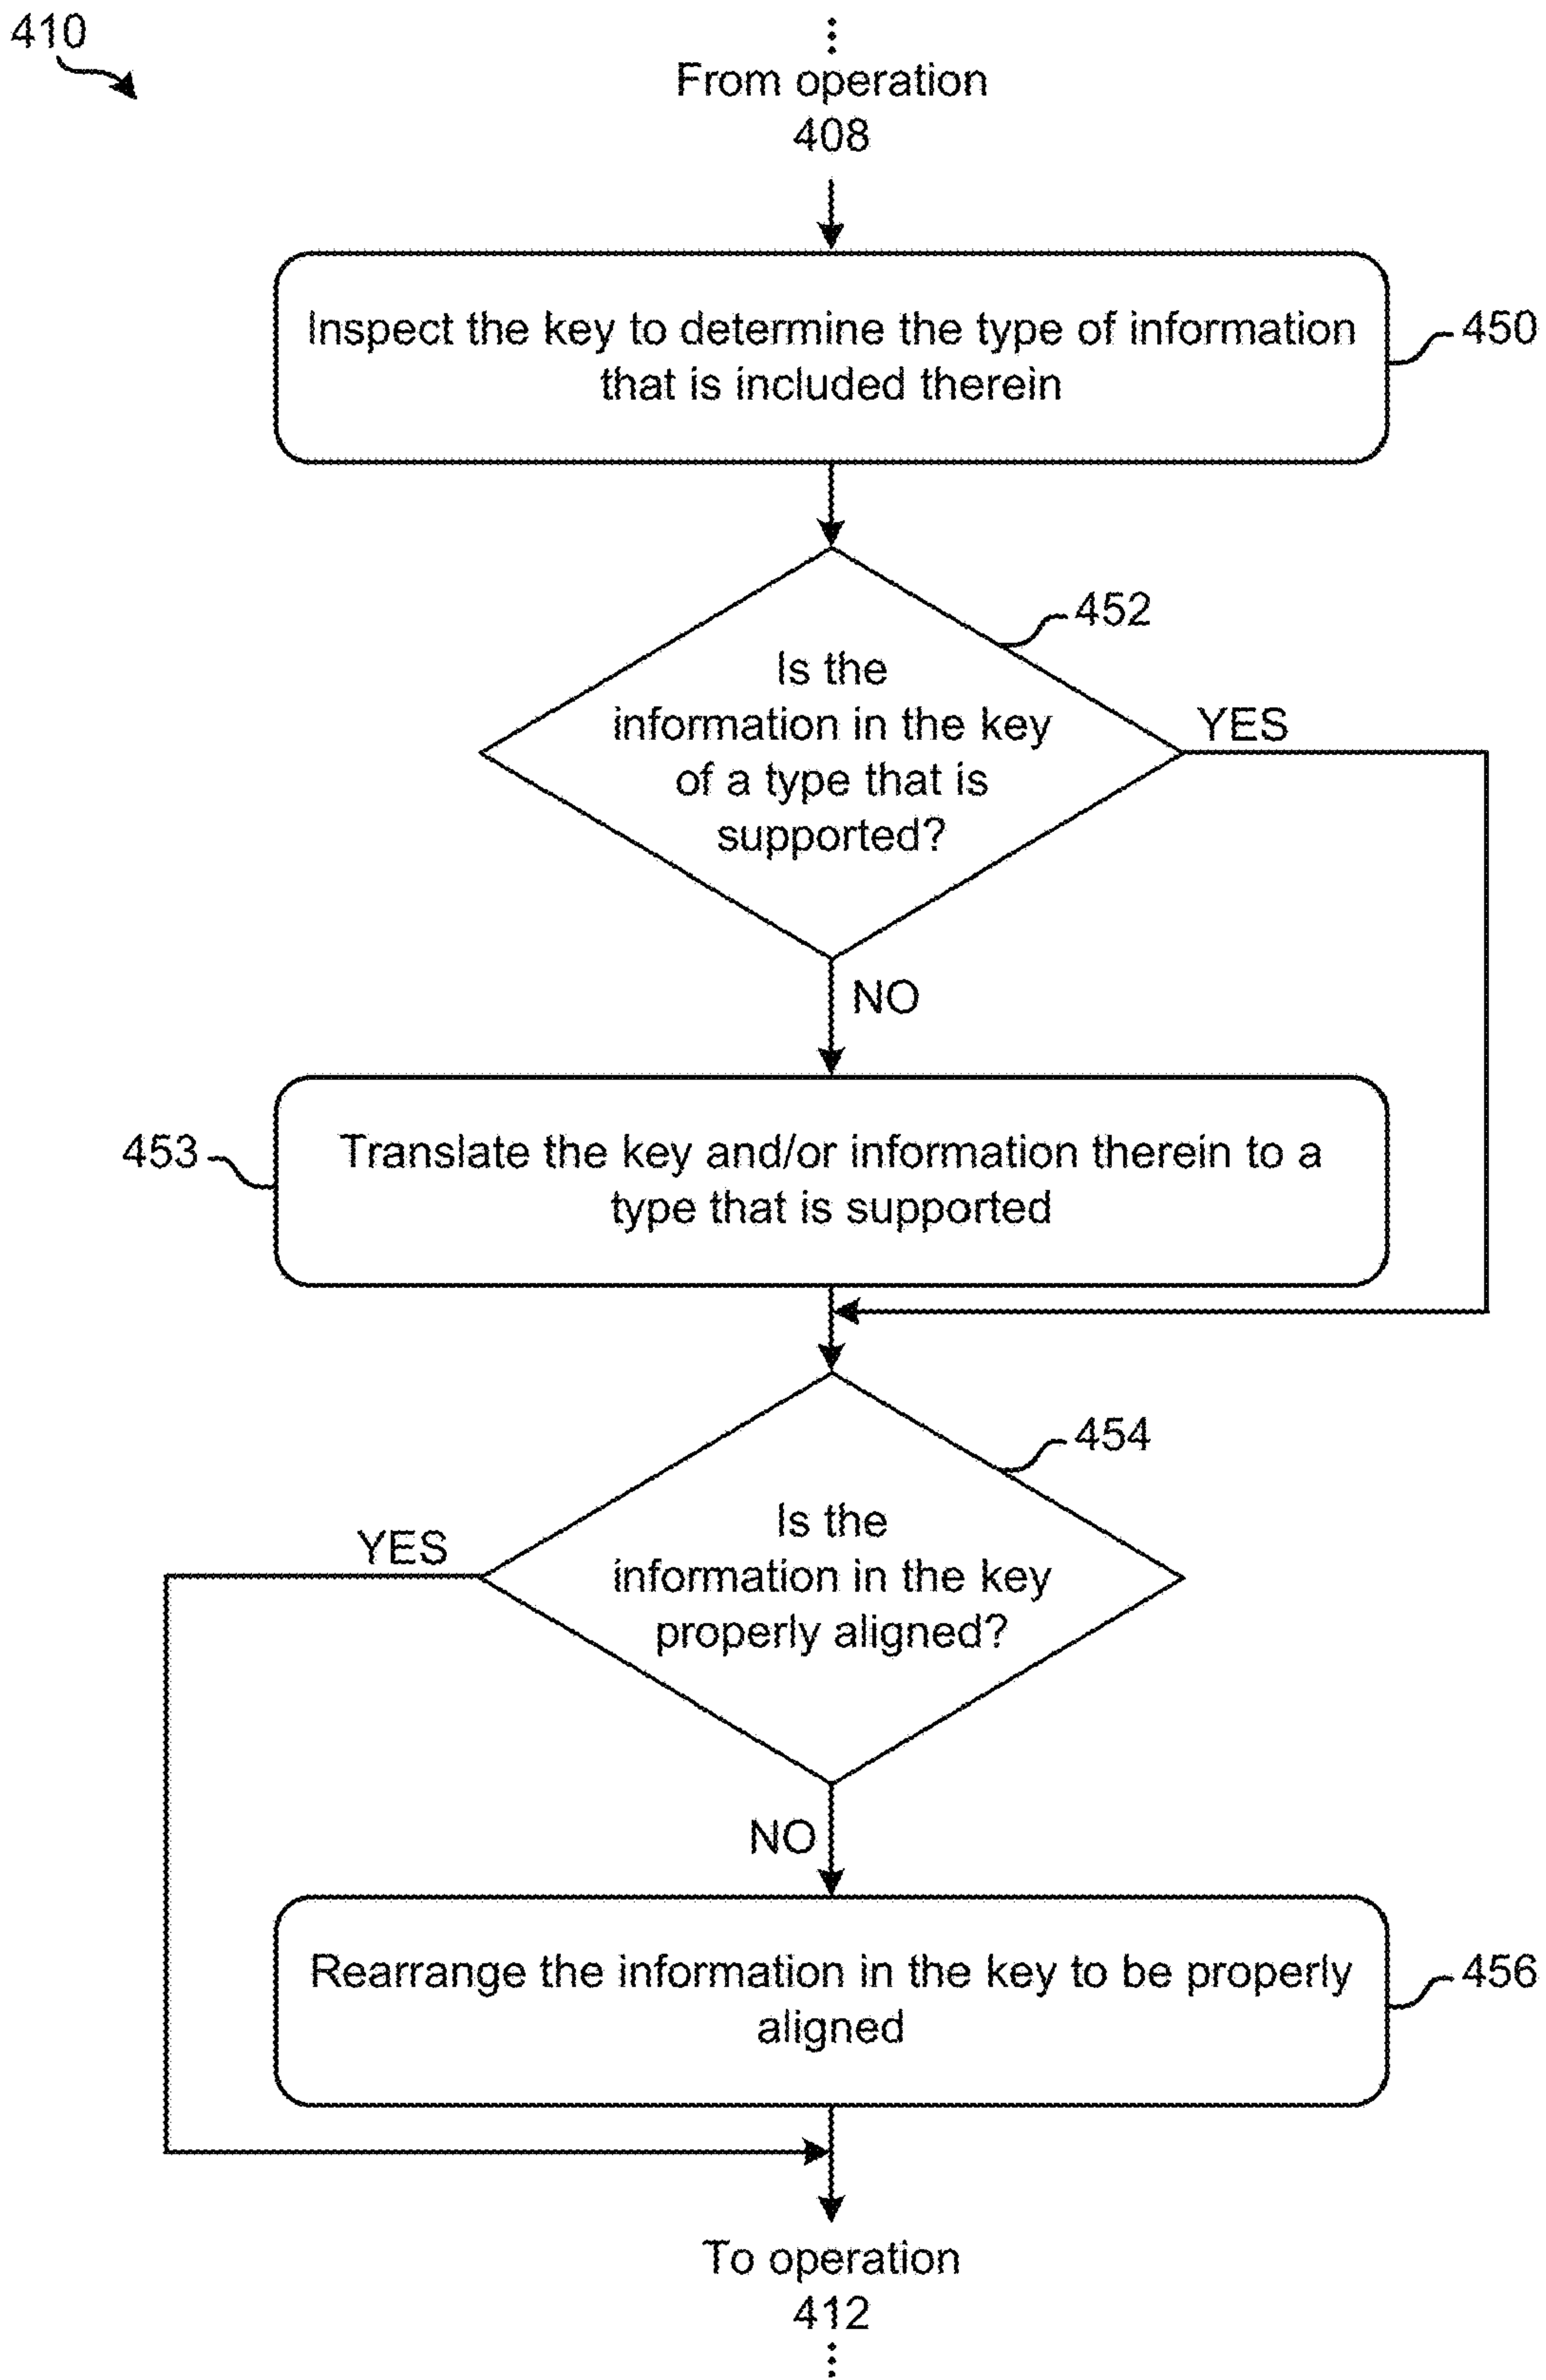 410
From operation
408
Inspect the key to determine the type of information
that is included therein
450
452
Is the
information in the key
of a type that is
supported?
YES
NO
453
Translate the key and/or information therein to a
type that is supported
454
Is the
information in the key
properly aligned?
YES
NO
Rearrange the information in the key to be properly
aligned
456
To operation
412